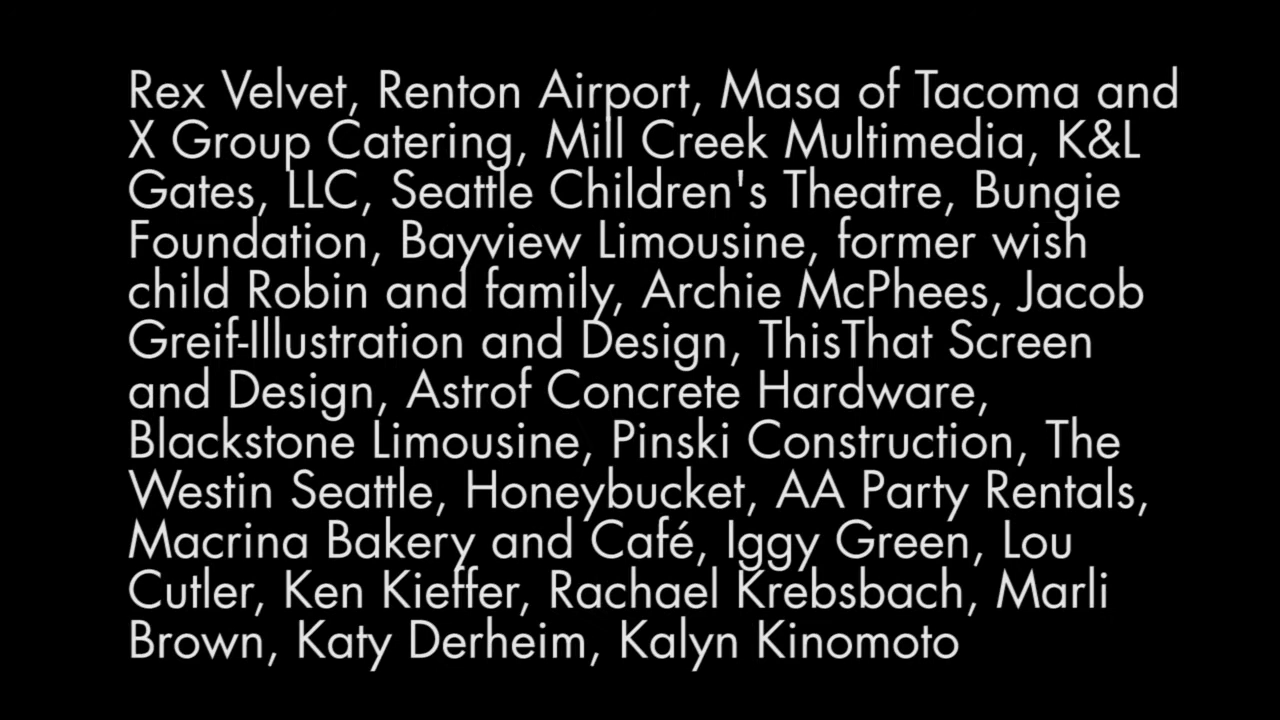 Rex Velvet, Renton Airport, Masa of Tacoma and
X Group Catering, Mill Creek Multimedia, K&L
Gates, LLC, Seattle Children's Theatre, Bungie
Foundation, Bayview Limousine, former wish
child Robin and family, Archie McPhees, Jacob
Greif-Illustration and Design, ThisThat Screen
and Design, Astrof Concrete Hardware,
Blackstone Limousine, Pinski Construction, The
Westin Seattle, Honeybucket, AA Party Rentals,
Macrina Bakery and Café, Iggy Green, Lou
Cutler, Ken Kieffer, Rachael Krebsbach, Marli
Brown, Katy Derheim, Kalyn Kinomoto